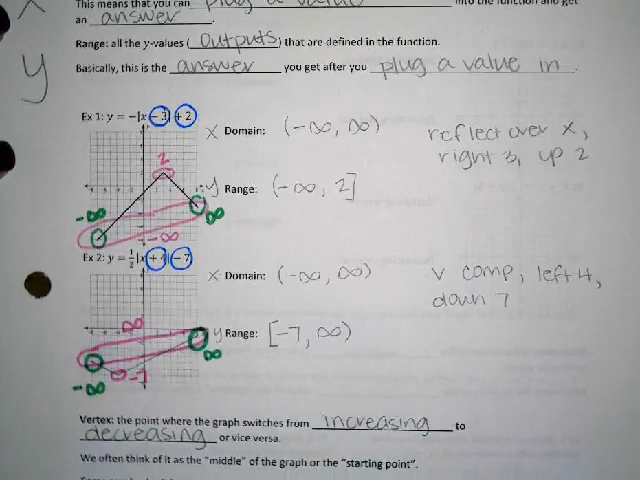 This means that you can plug a value into the function and get
an answer.
Range: all the y-values (outputs) that are defined in the function.
Basically, this is the answer you get after you plug a value in.
y
Ex 1: y = -|x - 3| + 2
x Domain: (-∞, ∞)
reflect over x,
right 3, up 2
2
y Range: (-∞, 2]
-∞
∞
-∞
Ex 2: y = 1/2|x + 4| - 7
x Domain: (-∞, ∞)
v comp, left 4,
down 7
∞
y Range: [-7, ∞)
∞
-7
-∞
Vertex: the point where the graph switches from increasing to
decreasing or vice versa.
We often think of it as the "middle" of the graph or the "starting point".